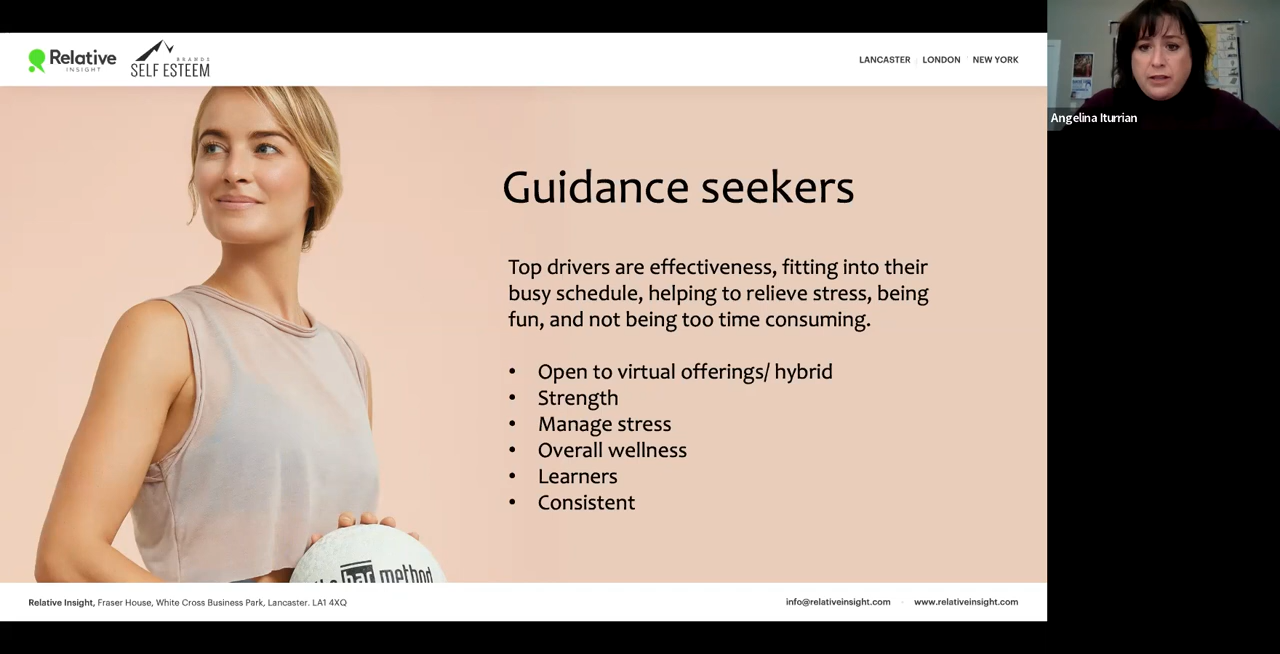 Relative
INSIGHT
BRANDS
SELF ESTEEM
LANCASTER LONDON NEW YORK
Angelina Iturrian
Guidance seekers
Top drivers are effectiveness, fitting into their
busy schedule, helping to relieve stress, being
fun, and not being too time consuming.
• Open to virtual offerings/ hybrid
• Strength
• Manage stress
• Overall wellness
• Learners
• Consistent
the bar method
Relative Insight, Fraser House, White Cross Business Park, Lancaster. LA1 4XQ
info@relativeinsight.com
www.relativeinsight.com